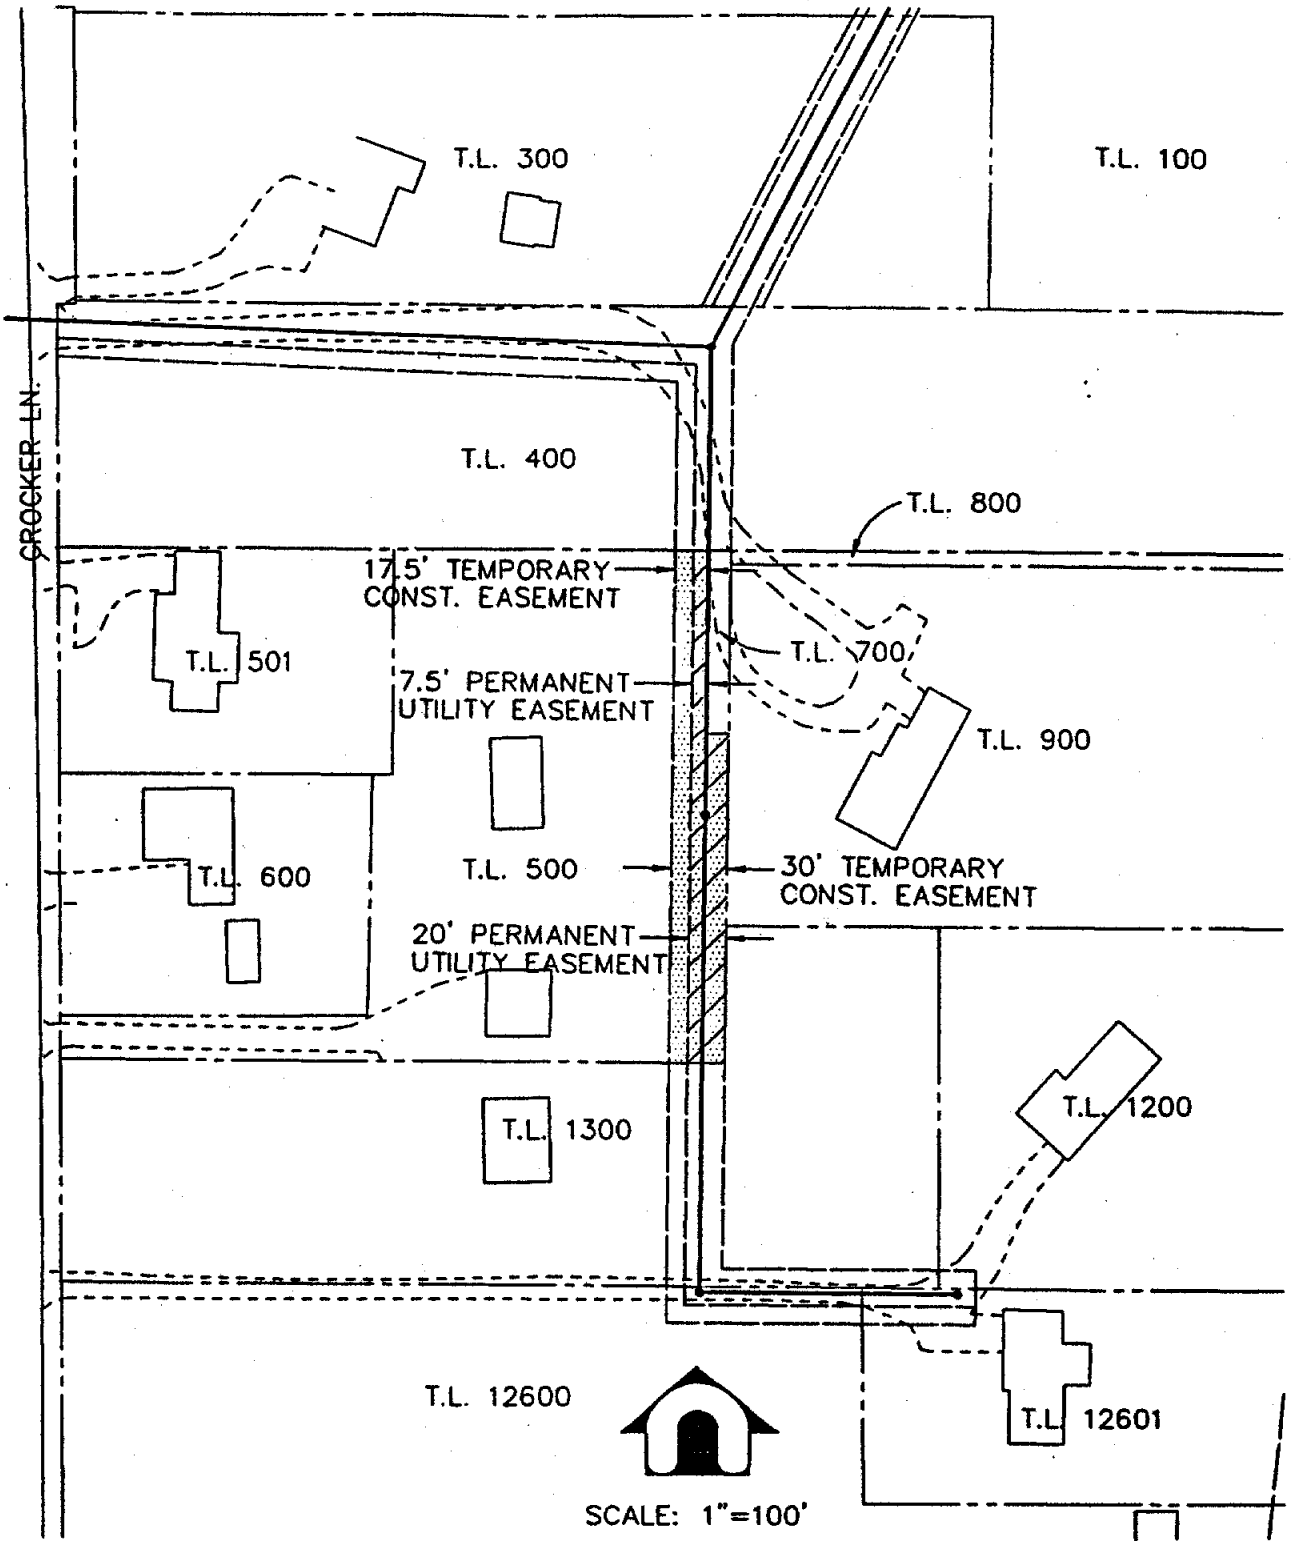 T.L. 300
T.L. 100
CROCKER LN.
T.L. 400
T.L. 800
17.5' TEMPORARY
CONST. EASEMENT
T.L. 700
T.L. 501
7.5' PERMANENT
UTILITY EASEMENT
T.L. 900
T.L. 600
T.L. 500
30' TEMPORARY
CONST. EASEMENT
20' PERMANENT
UTILITY EASEMENT
T.L. 1200
T.L. 1300
T.L. 12600
T.L. 12601
SCALE: 1"=100'